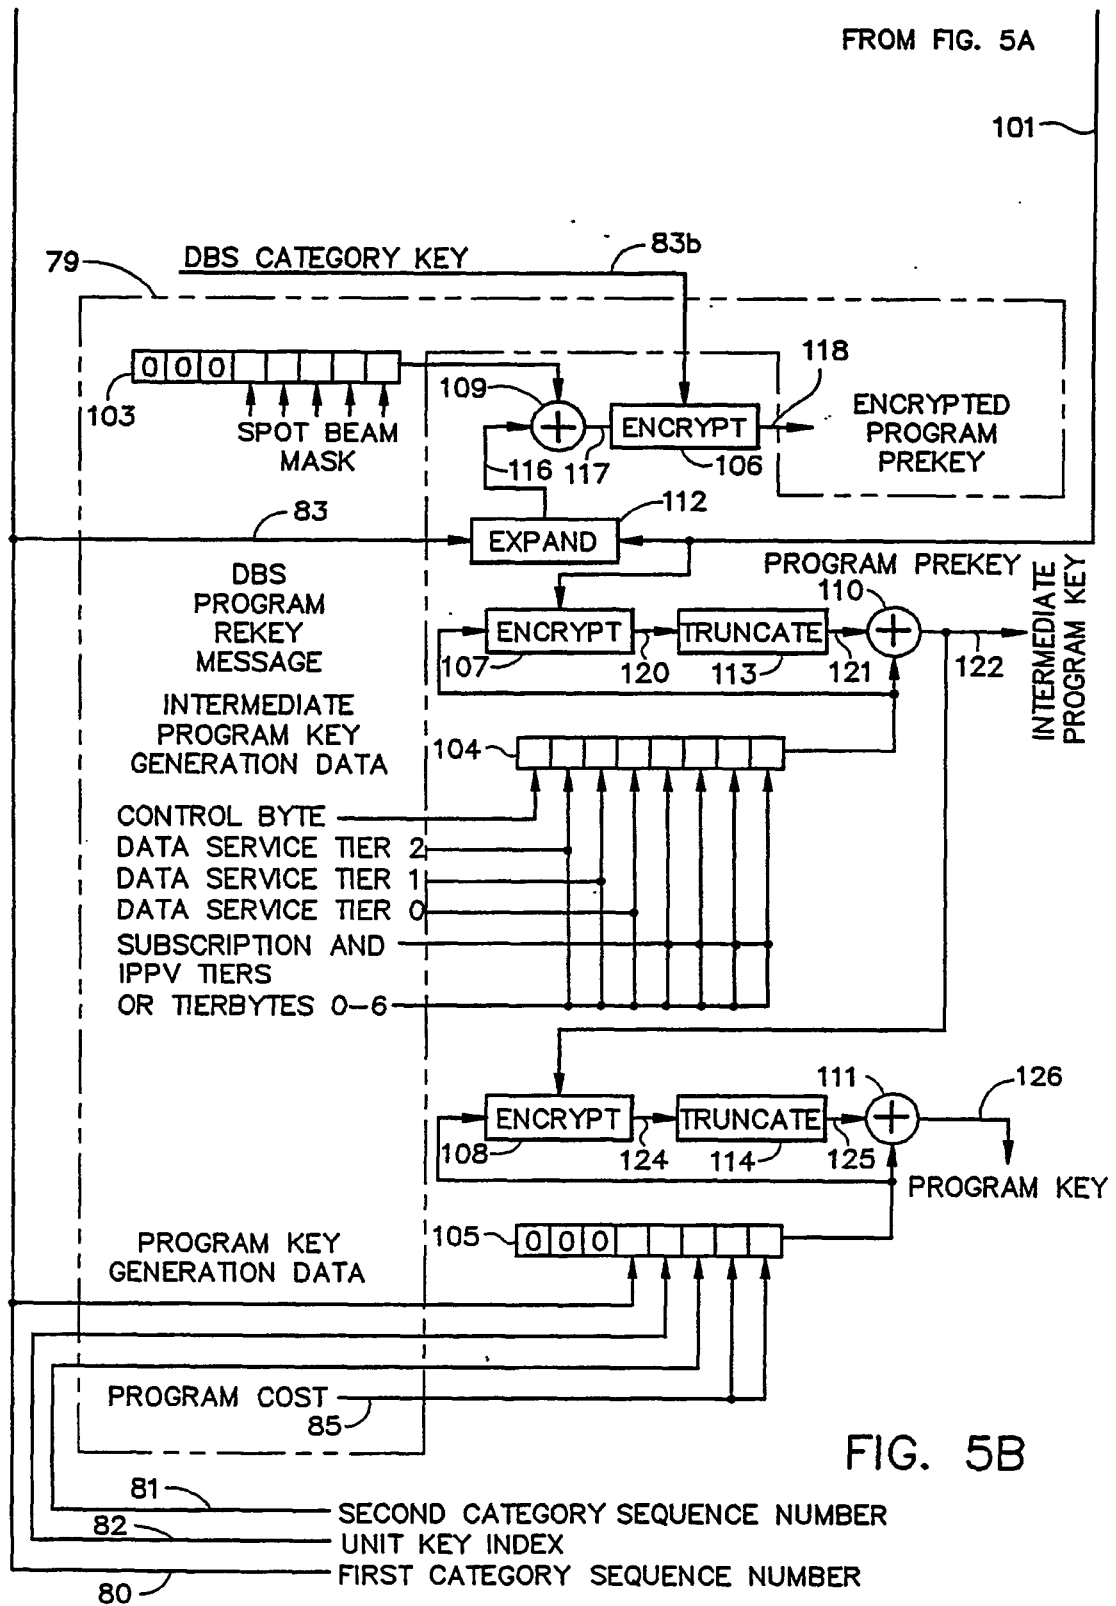 FROM FIG. 5A
101
83b
DBS CATEGORY KEY
79
0 0 0
103
SPOT BEAM
MASK
109
118
ENCRYPT
ENCRYPTED
PROGRAM
PREKEY
116
117
106
83
112
EXPAND
PROGRAM PREKEY
110
DBS
PROGRAM
REKEY
MESSAGE
ENCRYPT
TRUNCATE
107
120
113
121
122
INTERMEDIATE
PROGRAM KEY
INTERMEDIATE
PROGRAM KEY
GENERATION DATA
104
CONTROL BYTE
DATA SERVICE TIER 2
DATA SERVICE TIER 1
DATA SERVICE TIER 0
SUBSCRIPTION AND
IPPV TIERS
OR TIERBYTES 0-6
111
126
ENCRYPT
TRUNCATE
108
124
114
125
PROGRAM KEY
105
0 0 0
PROGRAM KEY
GENERATION DATA
PROGRAM COST
85
FIG. 5B
81
SECOND CATEGORY SEQUENCE NUMBER
82
UNIT KEY INDEX
FIRST CATEGORY SEQUENCE NUMBER
80